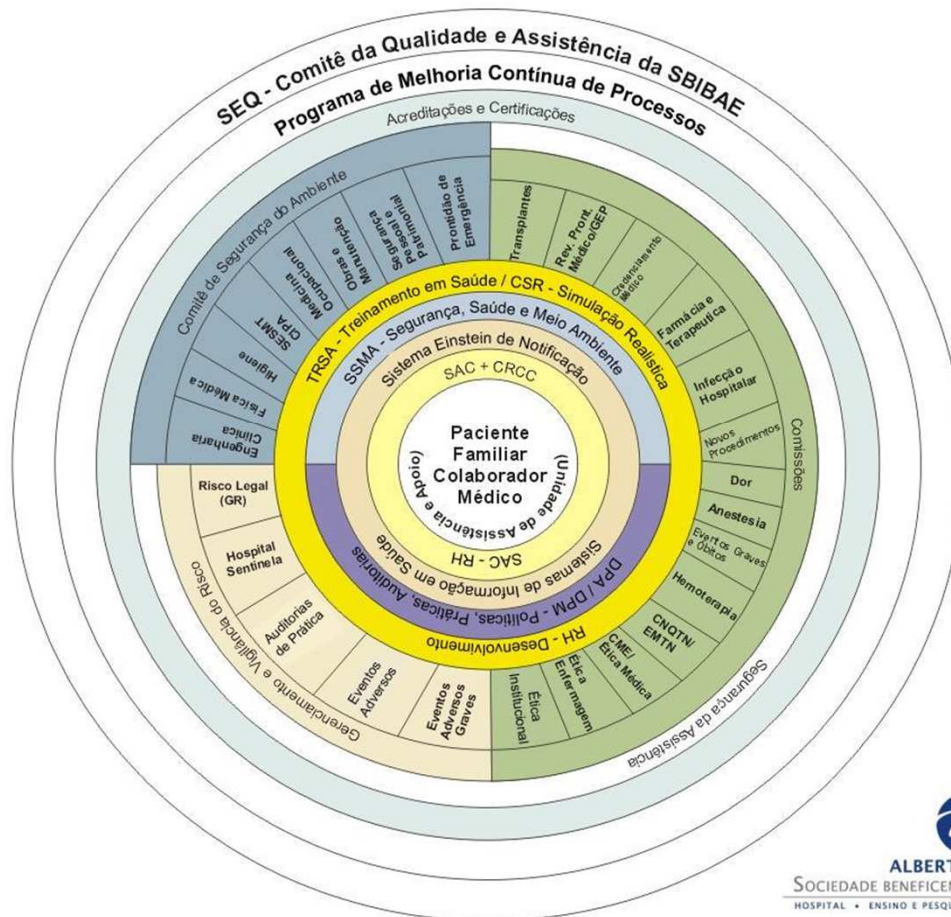 SEQ - Comitê da Qualidade e Assistência da SBIBAE
Programa de Melhoria Contínua de Processos
Acreditações e Certificações
Comitê de Segurança do Ambiente
Engenharia
Clínica
Física Médica
Higiene
SESMT
CIPA
Medicina
Ocupacional
Obras e
Manutenção
Segurança
Pessoal e
Patrimonial
Prontidão de
Emergência
Transplantes
Rev. Pront.
Médico/GEP
Credenciamento
Médico
Farmácia e
Terapeutica
Infecção
Hospitalar
Novos
Procedimentos
Dor
Anestesia
Eventos Graves
e Óbitos
Hemoterapia
CNQTN/
EMTN
CME/
Ética Médica
Ética
Enfermagem
Ética
Institucional
Comissões
Segurança da Assistência
Risco Legal
(GR)
Hospital
Sentinela
Auditorias
de Prática
Eventos
Adversos
Eventos
Adversos
Graves
Gerenciamento e Vigilância do Risco
TRSA - Treinamento em Saúde / CSR - Simulação Realistica
SSMA - Segurança, Saúde e Meio Ambiente
Sistema Einstein de Notificação
SAC + CRCC
Paciente
Familiar
Colaborador
Médico
(Unidade de Assistência e Apoio)
SAC - RH
Sistemas de Informação em Saúde
DPA / DPM - Políticas, Práticas, Auditorias
RH - Desenvolvimento
ALBERT
SOCIEDADE BENEFICEN
HOSPITAL • ENSINO E PESQ